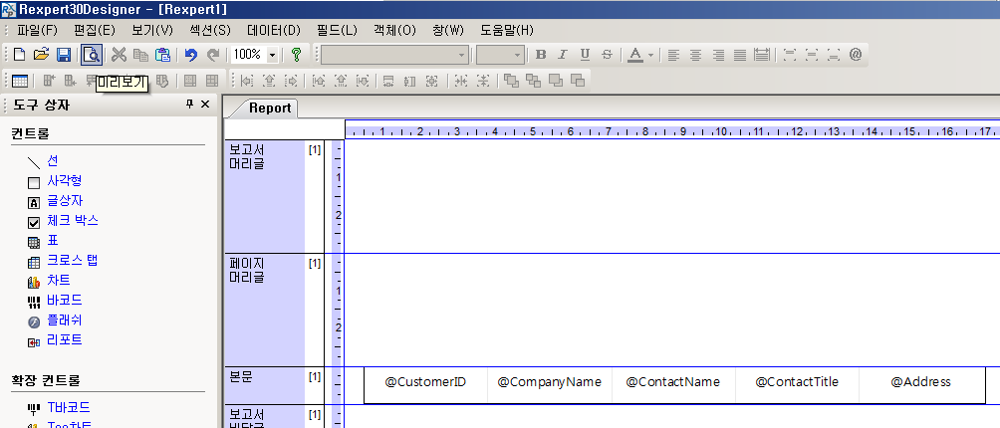 Rexpert30Designer - [Rexpert1]
파일(F) 편집(E) 보기(V) 섹션(S) 데이터(D) 필드(L) 객체(O) 창(W) 도움말(H)
100%
B I U S A @
미리보기
도구 상자
Report
컨트롤
선
사각형
글상자
체크 박스
표
크로스 탭
차트
바코드
플래쉬
리포트
확장 컨트롤
T바코드
1 2 3 4 5 6 7 8 9 10 11 12 13 14 15 16 17
보고서 [1]
머리글
1
2
페이지 [1]
머리글
1
2
본문 [1] @CustomerID @CompanyName @ContactName @ContactTitle @Address
보고서 [1]